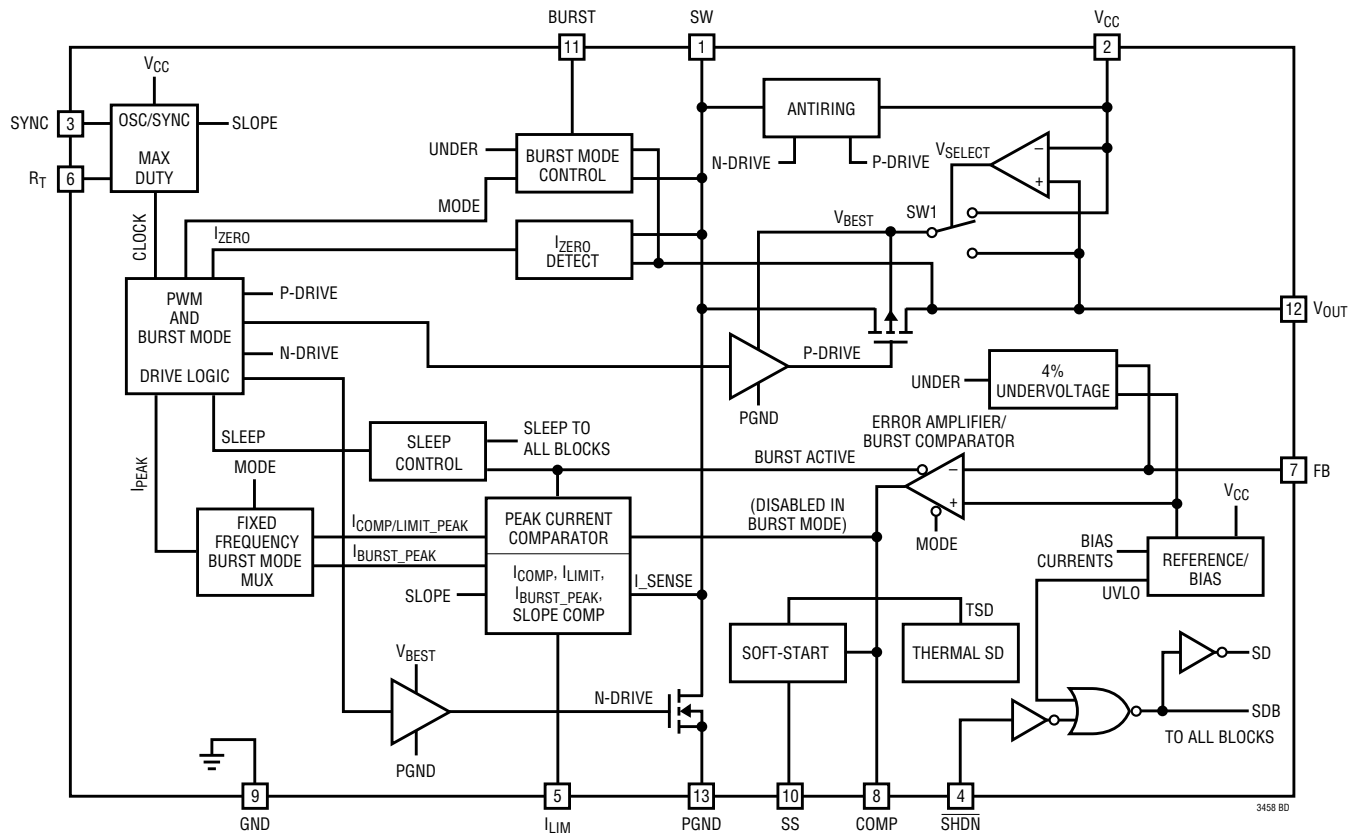 BURST
SW
VCC
11
1
2
VCC
SYNC
3
OSC/SYNC
MAX
DUTY
SLOPE
RT
6
CLOCK
UNDER
BURST MODE
CONTROL
MODE
IZERO
IZERO
DETECT
ANTIRING
N-DRIVE
P-DRIVE
VSELECT
–
+
SW1
VBEST
PWM
AND
BURST MODE
DRIVE LOGIC
P-DRIVE
N-DRIVE
P-DRIVE
PGND
12
VOUT
UNDER
4%
UNDERVOLTAGE
IPEAK
SLEEP
SLEEP
CONTROL
SLEEP TO
ALL BLOCKS
ERROR AMPLIFIER/
BURST COMPARATOR
BURST ACTIVE
–
+
MODE
7
FB
VCC
MODE
FIXED
FREQUENCY
BURST MODE
MUX
ICOMP/LIMIT_PEAK
IBURST_PEAK
PEAK CURRENT
COMPARATOR
ICOMP, ILIMIT,
IBURST_PEAK,
SLOPE COMP
SLOPE
I_SENSE
(DISABLED IN
BURST MODE)
BIAS
CURRENTS
UVLO
REFERENCE/
BIAS
TSD
SOFT-START
THERMAL SD
SD
SDB
TO ALL BLOCKS
VBEST
N-DRIVE
PGND
9
GND
5
ILIM
13
PGND
10
SS
8
COMP
4
SHDN
3458 BD